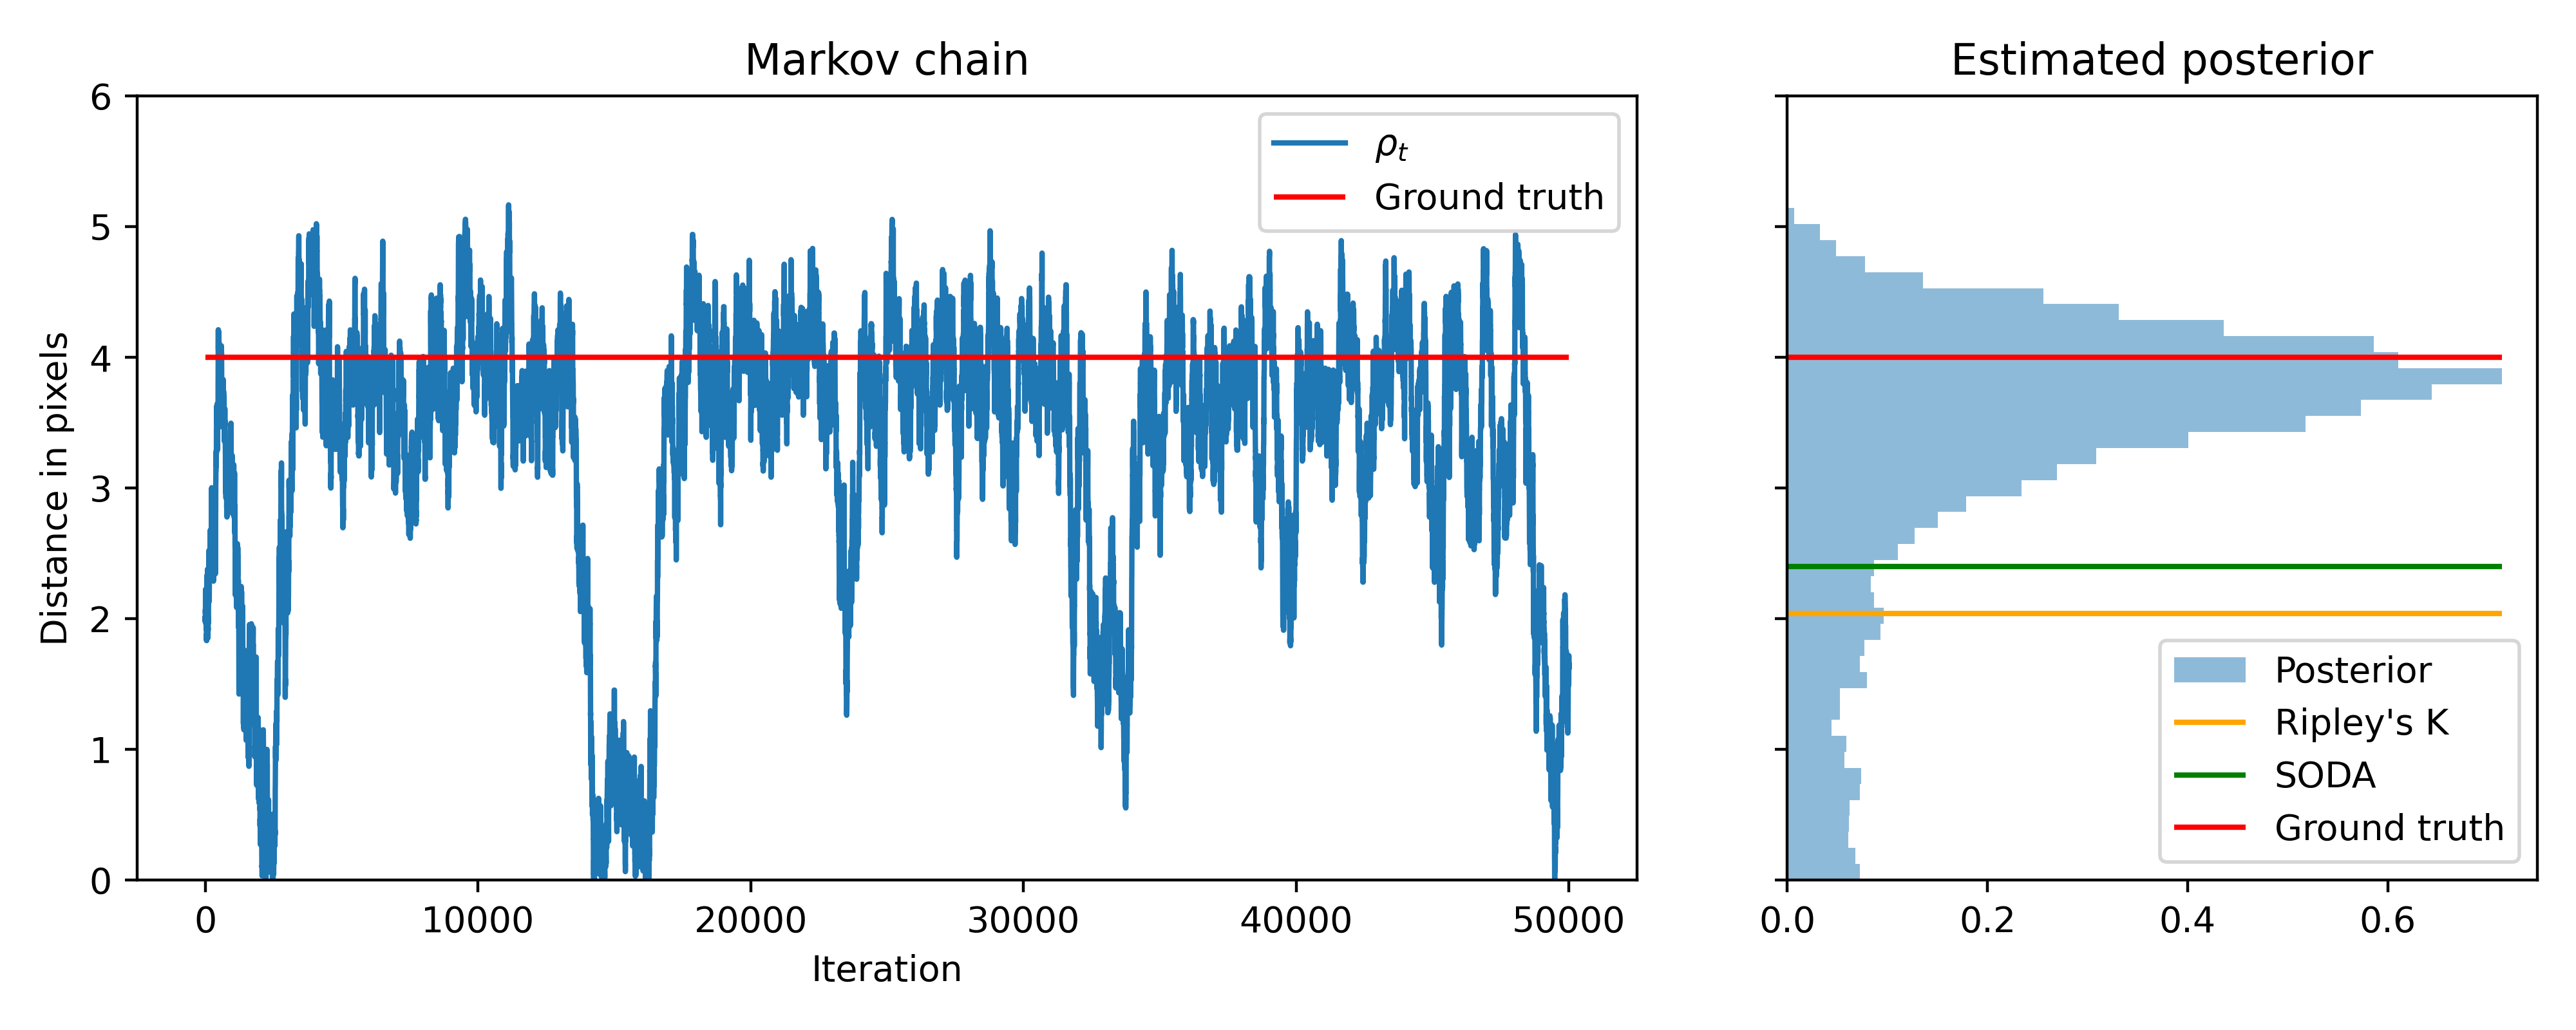 Markov chain
Distance in pixels
6
5
4
3
2
1
0
0 10000 20000 30000 40000 50000
Iteration
ρt
Ground truth
Estimated posterior
0.0 0.2 0.4 0.6
Posterior
Ripley's K
SODA
Ground truth